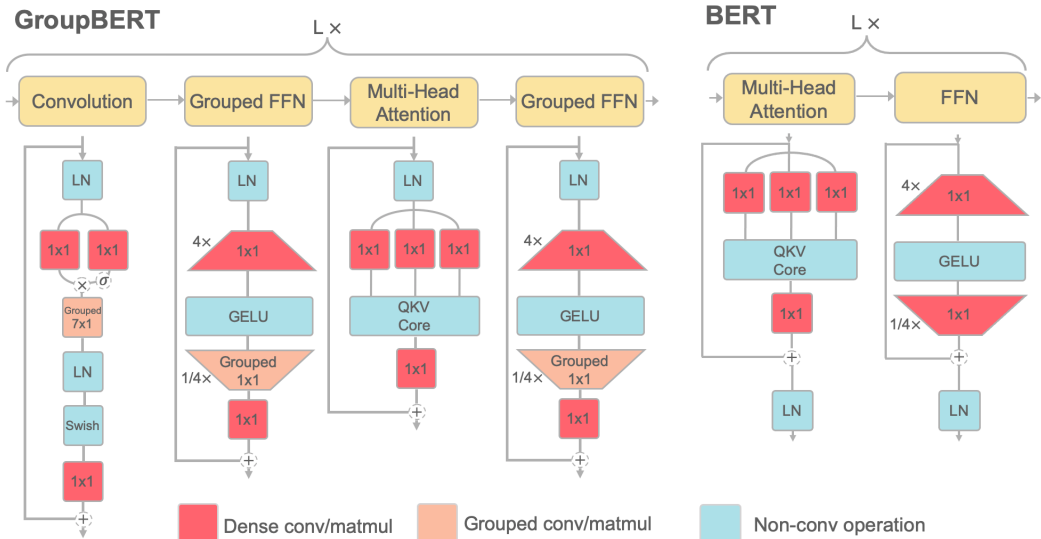 GroupBERT
BERT
L ×
L ×
Convolution
Grouped FFN
Multi-Head
Attention
Grouped FFN
Multi-Head
Attention
FFN
LN
1x1
1x1
×
σ
Grouped
7x1
LN
Swish
1x1
+
LN
4×
1x1
GELU
Grouped
1x1
1/4×
1x1
+
LN
1x1
1x1
1x1
QKV
Core
1x1
+
LN
4×
1x1
GELU
Grouped
1x1
1/4×
1x1
+
1x1
1x1
1x1
QKV
Core
1x1
+
LN
4×
1x1
GELU
1x1
1/4×
+
LN
Dense conv/matmul
Grouped conv/matmul
Non-conv operation